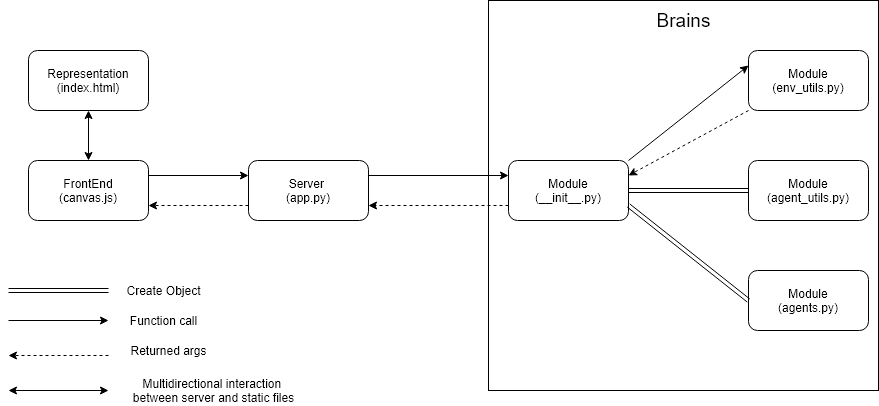 Brains
Representation
(index.html)
Module
(env_utils.py)
FrontEnd
(canvas.js)
Server
(app.py)
Module
(__init__.py)
Module
(agent_utils.py)
Module
(agents.py)
Create Object
Function call
Returned args
Multidirectional interaction
between server and static files